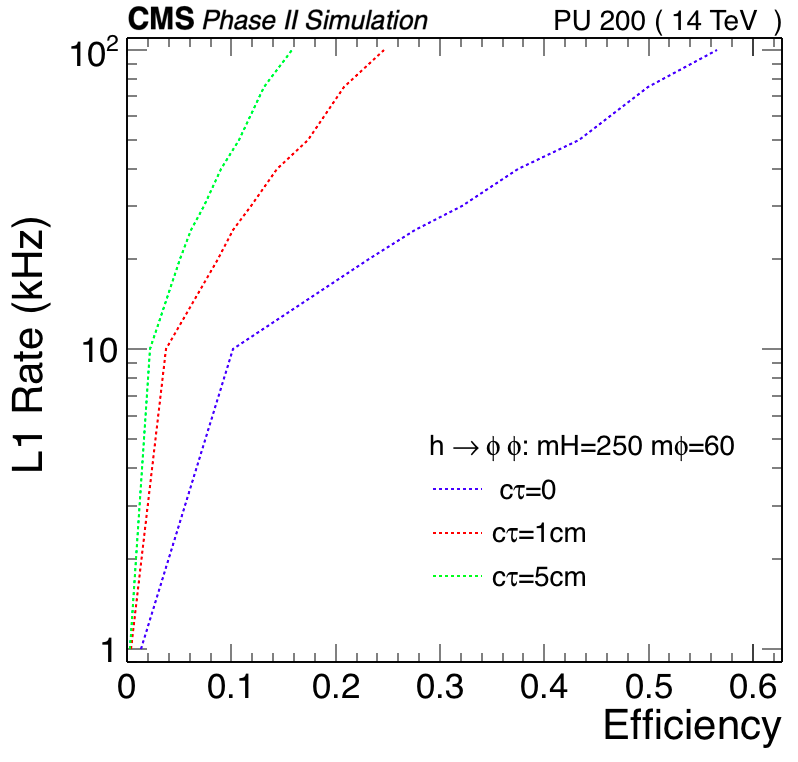 CMS Phase II Simulation PU 200 ( 14 TeV )
L1 Rate (kHz)
10²
10
1
h → ϕ ϕ: mH=250 mϕ=60
cτ=0
cτ=1cm
cτ=5cm
0 0.1 0.2 0.3 0.4 0.5 0.6
Efficiency